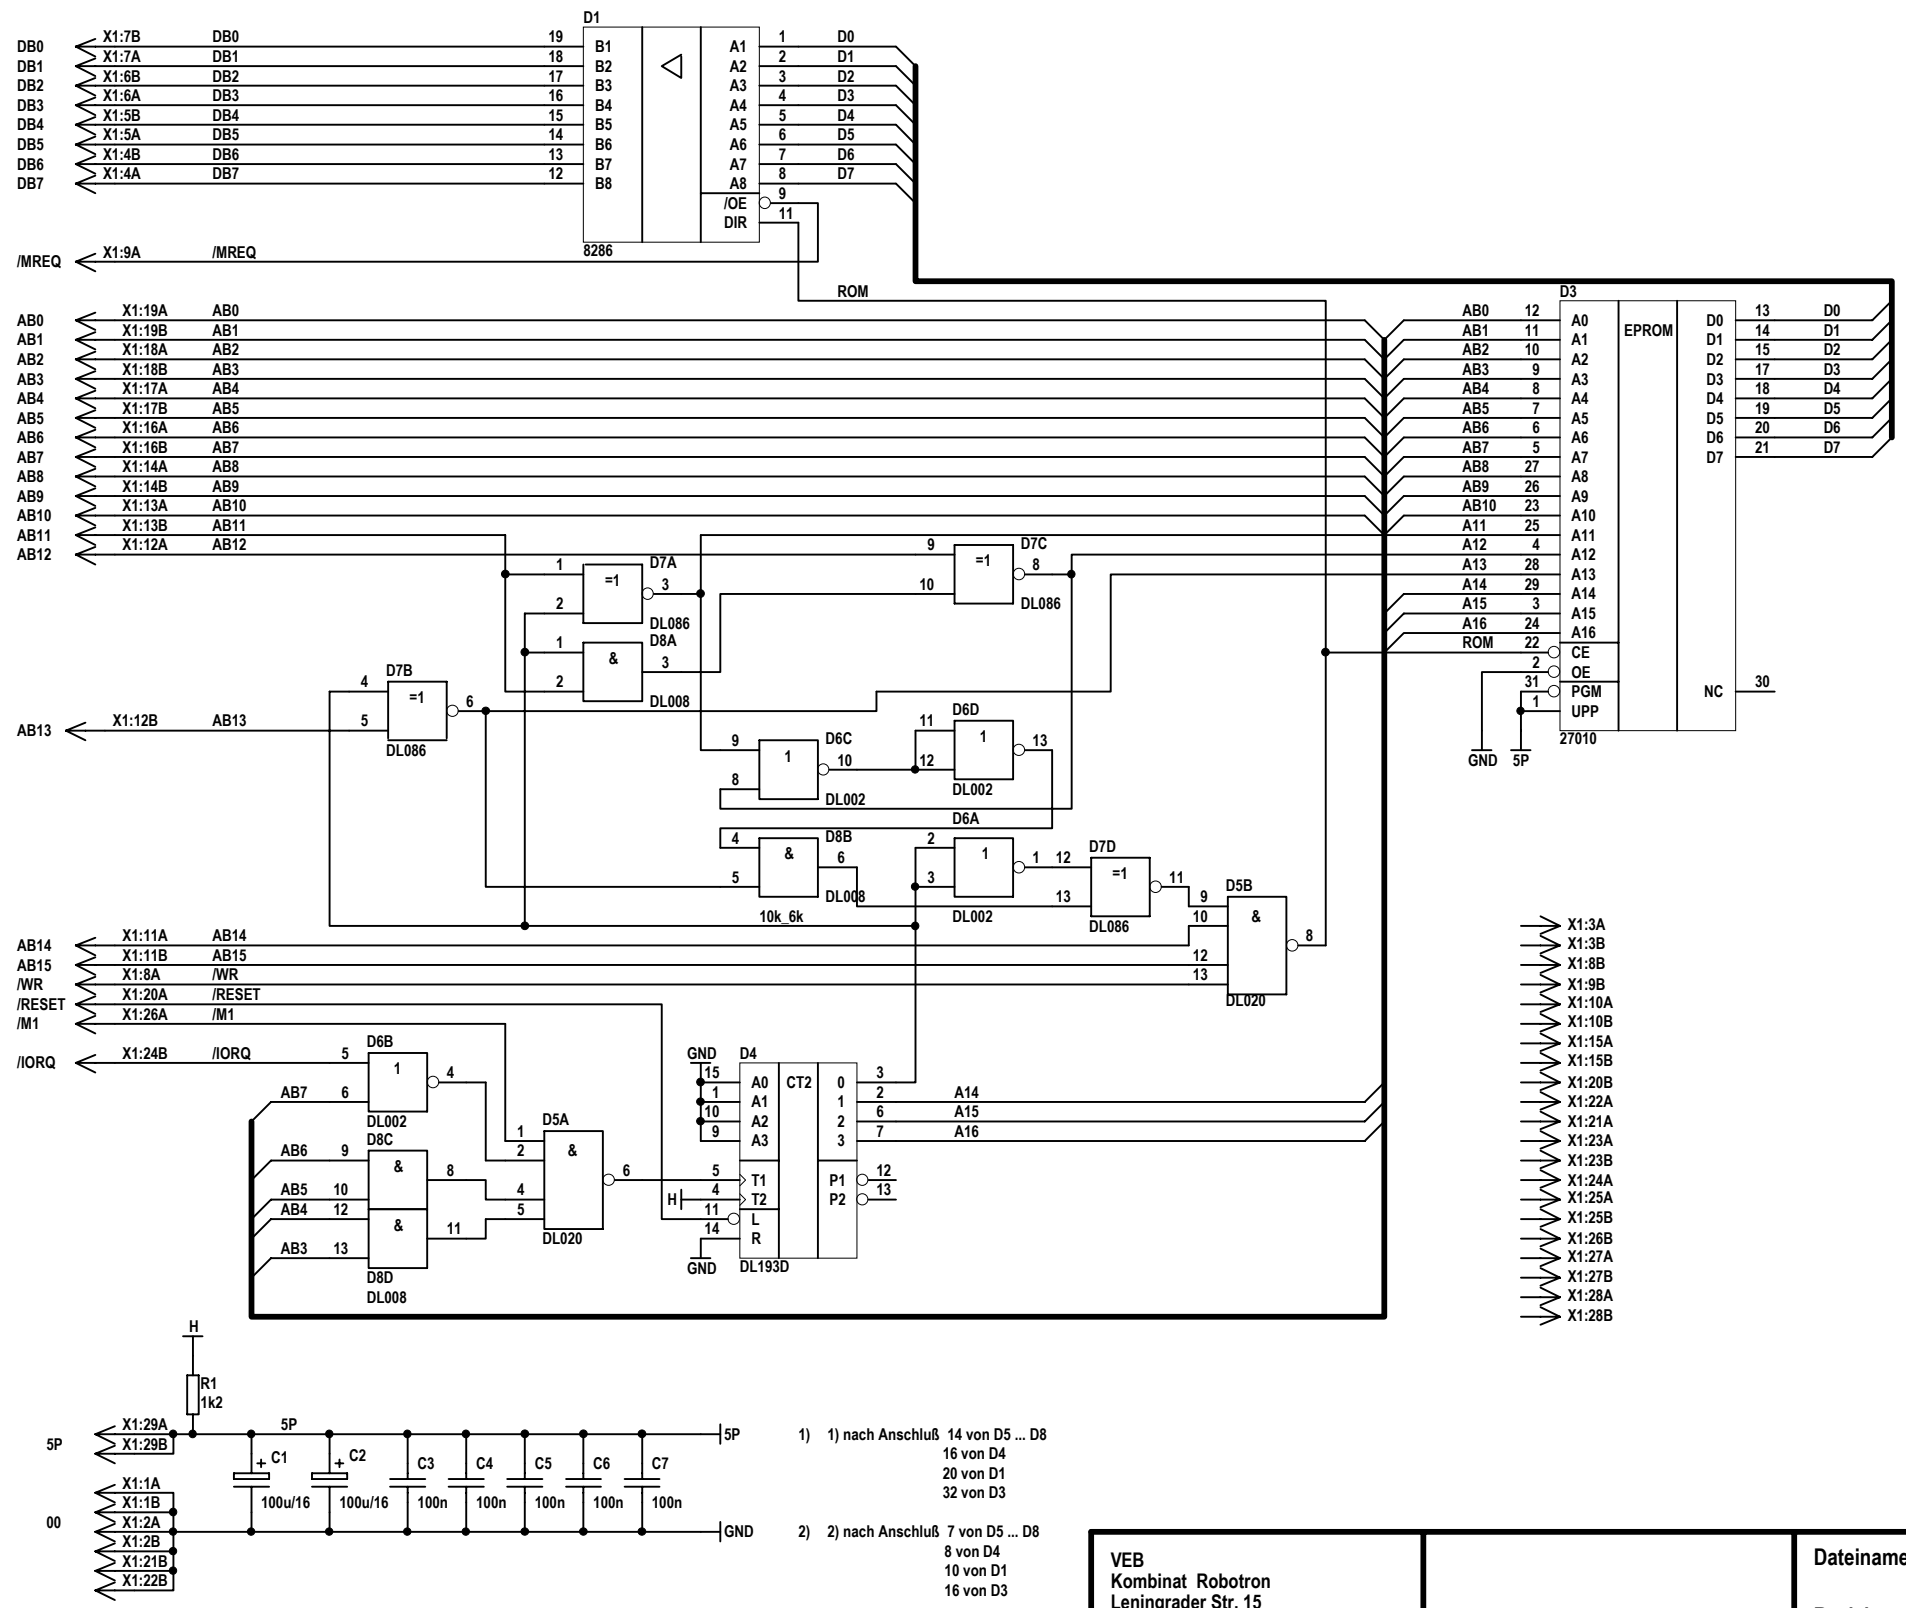 D1
DB0 X1:7B DB0 19 B1 A1 1 D0
DB1 X1:7A DB1 18 B2 A2 2 D1
DB2 X1:6B DB2 17 B3 A3 3 D2
DB3 X1:6A DB3 16 B4 A4 4 D3
DB4 X1:5B DB4 15 B5 A5 5 D4
DB5 X1:5A DB5 14 B6 A6 6 D5
DB6 X1:4B DB6 13 B7 A7 7 D6
DB7 X1:4A DB7 12 B8 A8 8 D7
/OE 9
DIR 11
8286
/MREQ X1:9A /MREQ
ROM
D3
AB0 X1:19A AB0 AB0 12 A0 EPROM D0 13 D0
AB1 X1:19B AB1 AB1 11 A1 D1 14 D1
AB2 X1:18A AB2 AB2 10 A2 D2 15 D2
AB3 X1:18B AB3 AB3 9 A3 D3 17 D3
AB4 X1:17A AB4 AB4 8 A4 D4 18 D4
AB5 X1:17B AB5 AB5 7 A5 D5 19 D5
AB6 X1:16A AB6 AB6 6 A6 D6 20 D6
AB7 X1:16B AB7 AB7 5 A7 D7 21 D7
AB8 X1:14A AB8 AB8 27 A8
AB9 X1:14B AB9 AB9 26 A9
AB10 X1:13A AB10 AB10 23 A10
AB11 X1:13B AB11 A11 25 A11
AB12 X1:12A AB12 A12 4 A12
A13 28 A13
A14 29 A14
A15 3 A15
A16 24 A16
ROM 22 CE
2 OE
31 PGM NC 30
1 UPP
27010
GND 5P
D7A
1 =1 3
2
DL086
D7C
9 =1 8
10
DL086
D8A
1 & 3
2
DL008
D7B
4 =1 6
5
DL086
AB13 X1:12B AB13
D6C
9 1 10
8
DL002
D6D
11 1 13
12
DL002
D8B
4 & 6
5
DL008
D6A
2 1 1
3
DL002
D7D
12 =1 11
13
DL086
D5B
9 &
10 8
12
13
DL020
10k_6k
AB14 X1:11A AB14
AB15 X1:11B AB15
/WR X1:8A /WR
/RESET X1:20A /RESET
/M1 X1:26A /M1
/IORQ X1:24B /IORQ
D6B
5 1 4
AB7 6
DL002
D8C
AB6 9 & 8
AB5 10
AB4 12 & 11
AB3 13
D8D
DL008
D5A
1 &
2 6
4
5
DL020
GND D4
15 A0 CT2 0 3
1 A1 1 2 A14
10 A2 2 6 A15
9 A3 3 7 A16
5 T1 P1 12
H 4 T2 P2 13
11 L
14 R
GND DL193D
X1:3A
X1:3B
X1:8B
X1:9B
X1:10A
X1:10B
X1:15A
X1:15B
X1:20B
X1:22A
X1:21A
X1:23A
X1:23B
X1:24A
X1:25A
X1:25B
X1:26B
X1:27A
X1:27B
X1:28A
X1:28B
H
R1
1k2
5P X1:29A 5P 5P
X1:29B
+ C1 + C2 C3 C4 C5 C6 C7
100u/16 100u/16 100n 100n 100n 100n 100n
00 X1:1A
X1:1B
X1:2A GND
X1:2B
X1:21B
X1:22B
1) 1) nach Anschluß 14 von D5 ... D8
16 von D4
20 von D1
32 von D3
2) 2) nach Anschluß 7 von D5 ... D8
8 von D4
10 von D1
16 von D3
VEB
Kombinat Robotron
Leningrader Str. 15
Dateiname